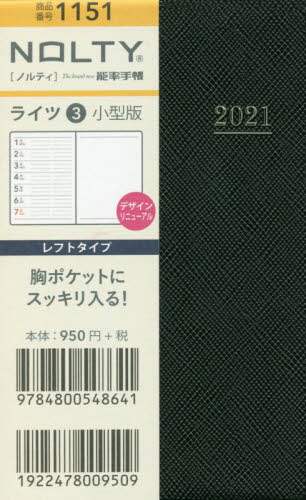 商品番号 1151
NOLTY®
［ノルティ］ The brand new 能率手帳
ライツ 3 小型版
1
2
3
4
5
6
7
デザイン
リニューアル
レフトタイプ
胸ポケットに
スッキリ入る!
本体：950円+税
9784800548641
1922478009509
2021